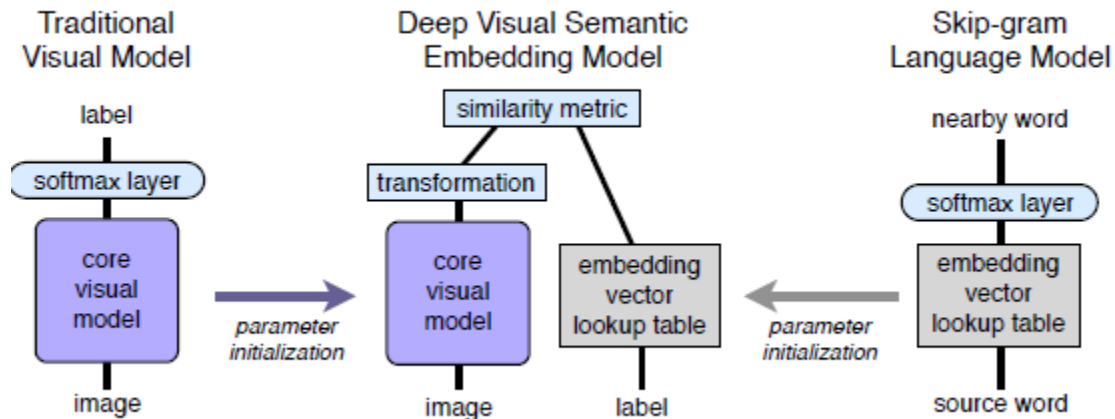 Traditional
Visual Model
label
softmax layer
core
visual
model
image
parameter
initialization
Deep Visual Semantic
Embedding Model
similarity metric
transformation
core
visual
model
image
embedding
vector
lookup table
label
parameter
initialization
Skip-gram
Language Model
nearby word
softmax layer
embedding
vector
lookup table
source word